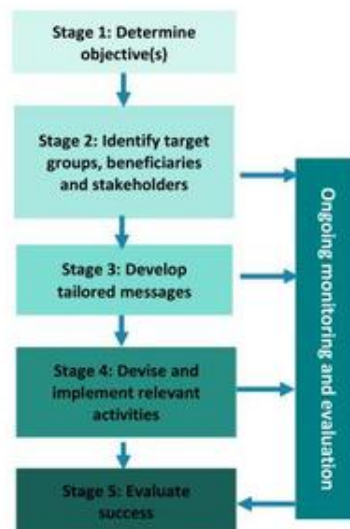 Stage 1: Determine
objective(s)
Stage 2: Identify target
groups, beneficiaries
and stakeholders
Stage 3: Develop
tailored messages
Stage 4: Devise and
implement relevant
activities
Stage 5: Evaluate
success
Ongoing monitoring and evaluation